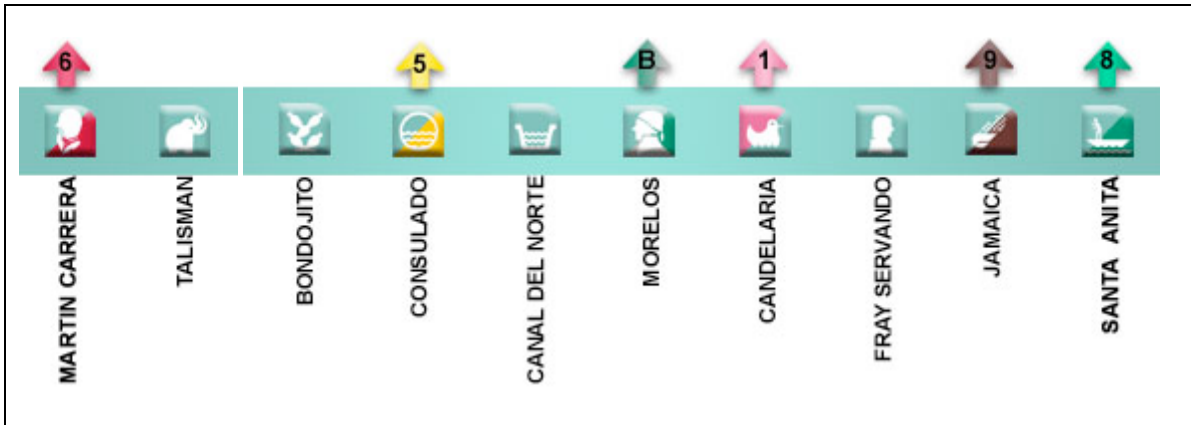 6
5
B
1
9
8
MARTIN CARRERA
TALISMAN
BONDOJITO
CONSULADO
CANAL DEL NORTE
MORELOS
CANDELARIA
FRAY SERVANDO
JAMAICA
SANTA ANITA